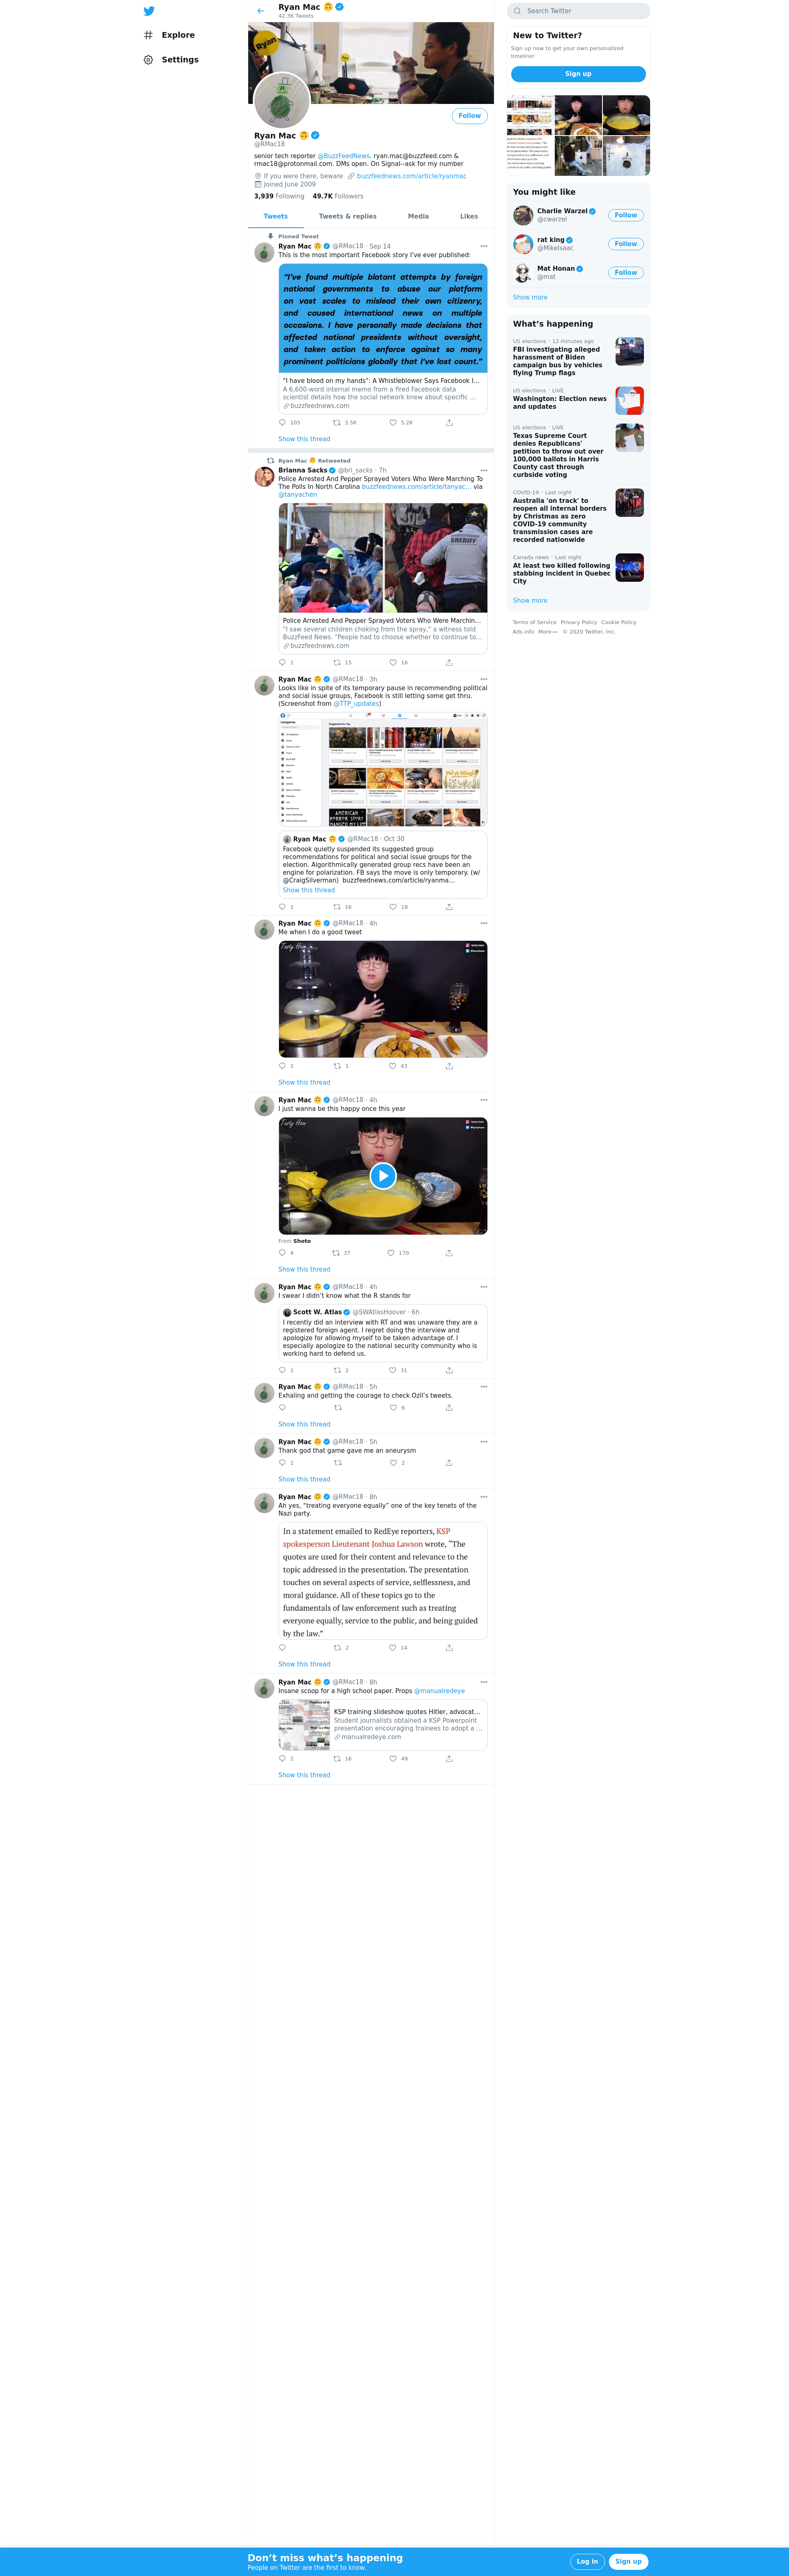 Explore
Settings
Ryan Mac 🙃
42.3K Tweets
Ryan
Follow
Ryan Mac 🙃
@RMac18
senior tech reporter @BuzzFeedNews. ryan.mac@buzzfeed.com &
rmac18@protonmail.com. DMs open. On Signal--ask for my number
If you were there, beware buzzfeednews.com/article/ryanmac
Joined June 2009
3,939 Following 49.7K Followers
Tweets Tweets & replies Media Likes
Pinned Tweet
Ryan Mac 🙃 @RMac18 · Sep 14
This is the most important Facebook story I've ever published:
"I've found multiple blatant attempts by foreign
national governments to abuse our platform
on vast scales to mislead their own citizenry,
and caused international news on multiple
occasions. I have personally made decisions that
affected national presidents without oversight,
and taken action to enforce against so many
prominent politicians globally that I've lost count."
"I have blood on my hands": A Whistleblower Says Facebook I...
A 6,600-word internal memo from a fired Facebook data
scientist details how the social network knew about specific ...
buzzfeednews.com
105 3.5K 5.2K
Show this thread
Ryan Mac 🙃 Retweeted
Brianna Sacks @bri_sacks · 7h
Police Arrested And Pepper Sprayed Voters Who Were Marching To
The Polls In North Carolina buzzfeednews.com/article/tanyac... via
@tanyachen
SHERIFF
Police Arrested And Pepper Sprayed Voters Who Were Marchin...
"I saw several children choking from the spray," a witness told
BuzzFeed News. "People had to choose whether to continue to...
buzzfeednews.com
1 15 16
Ryan Mac 🙃 @RMac18 · 3h
Looks like in spite of its temporary pause in recommending political
and social issue groups, Facebook is still letting some get thru.
(Screenshot from @TTP_updates)
Categories
Suggested For You
AMERICAN
HORROR STORY
Ryan Mac 🙃 @RMac18 · Oct 30
Facebook quietly suspended its suggested group
recommendations for political and social issue groups for the
election. Algorithmically generated group recs have been an
engine for polarization. FB says the move is only temporary. (w/
@CraigSilverman) buzzfeednews.com/article/ryanma...
Show this thread
1 16 18
Ryan Mac 🙃 @RMac18 · 4h
Me when I do a good tweet
1 1 43
Show this thread
Ryan Mac 🙃 @RMac18 · 4h
I just wanna be this happy once this year
From Shoto
4 37 170
Show this thread
Ryan Mac 🙃 @RMac18 · 4h
I swear I didn't know what the R stands for
Scott W. Atlas @SWAtlasHoover · 6h
I recently did an interview with RT and was unaware they are a
registered foreign agent. I regret doing the interview and
apologize for allowing myself to be taken advantage of. I
especially apologize to the national security community who is
working hard to defend us.
1 2 31
Ryan Mac 🙃 @RMac18 · 5h
Exhaling and getting the courage to check Ozil's tweets.
6
Show this thread
Ryan Mac 🙃 @RMac18 · 5h
Thank god that game gave me an aneurysm
1 2
Show this thread
Ryan Mac 🙃 @RMac18 · 8h
Ah yes, "treating everyone equally" one of the key tenets of the
Nazi party.
In a statement emailed to RedEye reporters, KSP
spokesperson Lieutenant Joshua Lawson wrote, "The
quotes are used for their content and relevance to the
topic addressed in the presentation. The presentation
touches on several aspects of service, selflessness, and
moral guidance. All of these topics go to the
fundamentals of law enforcement such as treating
everyone equally, service to the public, and being guided
by the law."
2 14
Show this thread
Ryan Mac 🙃 @RMac18 · 8h
Insane scoop for a high school paper. Props @manualredeye
KSP training slideshow quotes Hitler, advocat...
Student journalists obtained a KSP Powerpoint
presentation encouraging trainees to adopt a ...
manualredeye.com
2 16 49
Show this thread
Search Twitter
New to Twitter?
Sign up now to get your own personalized
timeline!
Sign up
You might like
Charlie Warzel
@cwarzel
Follow
rat king
@MikeIsaac
Follow
Mat Honan
@mat
Follow
Show more
What's happening
US elections · 12 minutes ago
FBI investigating alleged
harassment of Biden
campaign bus by vehicles
flying Trump flags
US elections · LIVE
Washington: Election news
and updates
US elections · LIVE
Texas Supreme Court
denies Republicans'
petition to throw out over
100,000 ballots in Harris
County cast through
curbside voting
COVID-19 · Last night
Australia 'on track' to
reopen all internal borders
by Christmas as zero
COVID-19 community
transmission cases are
recorded nationwide
Canada news · Last night
At least two killed following
stabbing incident in Quebec
City
Show more
Terms of Service Privacy Policy Cookie Policy
Ads info More © 2020 Twitter, Inc.
Don't miss what's happening
People on Twitter are the first to know.
Log in
Sign up